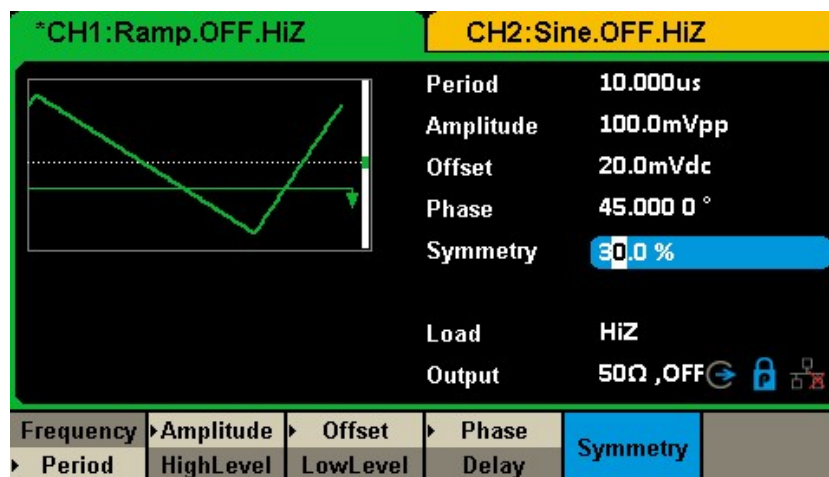 *CH1:Ramp.OFF.HiZ CH2:Sine.OFF.HiZ
Period 10.000us
Amplitude 100.0mVpp
Offset 20.0mVdc
Phase 45.000 0 °
Symmetry 30.0 %
Load HiZ
Output 50Ω ,OFF P
Frequency Amplitude Offset Phase Symmetry
Period HighLevel LowLevel Delay